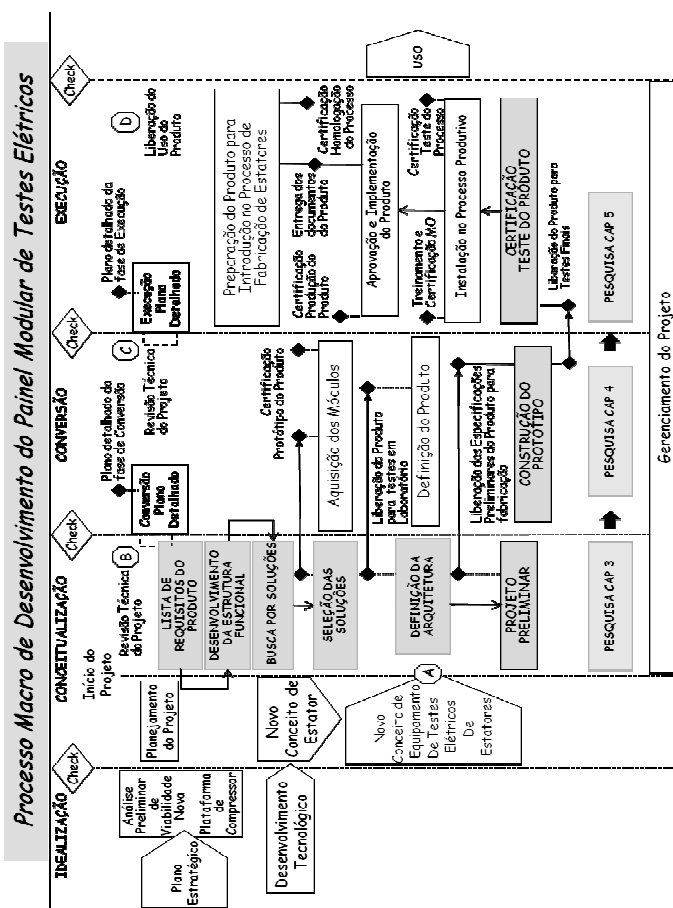 Processo Macro de Desenvolvimento do Painel Modular de Testes Elétricos
IDEALIZAÇÃO
Check
CONCEITUALIZAÇÃO
Check
CONVERSÃO
Check
EXECUÇÃO
Check
Plano
Estratégico
Análise
Preliminar
de
Viabilidade
Nova
Plataforma
de
Compressor
Desenvolvimento
Tecnológico
Início do
Projeto
Planejamento
do Projeto
Novo
Conceito de
Estator
Novo
Conceito de
Equipamento
De Testes
Elétricos
De
Estatores
A
Revisão Técnica
do Projeto
B
LISTA DE
REQUISITOS DO
PRODUTO
DESENVOLVIMENTO
DA ESTRUTURA
FUNCIONAL
BUSCA POR SOLUÇÕES
SELEÇÃO DAS
SOLUÇÕES
DEFINIÇÃO DA
ARQUITETURA
PROJETO
PRELIMINAR
PESQUISA CAP 3
Plano detalhado da
fase de Conversão
Conversão
Plano
Detalhado
Revisão Técnica
do Projeto
C
Certificação
Protótipo do Produto
Aquisição dos Módulos
Liberação do Produto
para testes em
Laboratório
Definição do Produto
Liberação das Especificações
Preliminares do Produto para
fabricação
CONSTRUÇÃO DO
PROTÓTIPO
PESQUISA CAP 4
Plano detalhado da
fase de Execução
Execução
Plano
Detalhado
D
Liberação do
Uso do
Produto
Preparação do Produto para
Introdução no Processo de
Fabricação de Estatores
Certificação
Produção do
Produto
Entrega dos
documentos
do Produto
Certificação
Homologação
do Processo
Aprovação e Implementação
do Produto
Treinamento e
Certificação MO
Certificação
Teste do
Processo
Instalação no Processo Produtivo
CERTIFICAÇÃO
TESTE DO PRODUTO
Liberação do Produto para
Testes Finais
PESQUISA CAP 5
USO
Gerenciamento do Projeto